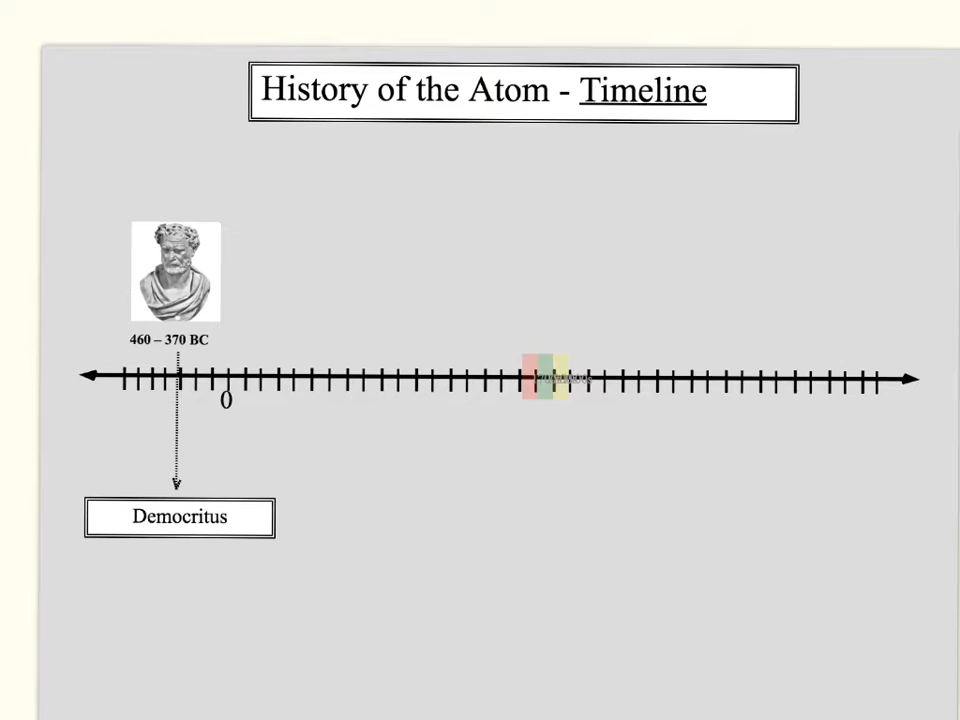 History of the Atom - Timeline
460 – 370 BC
0
Democritus